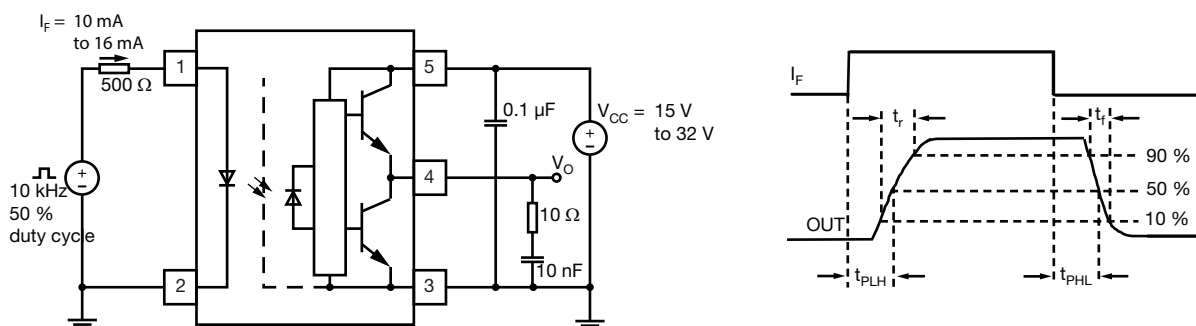 I_F = 10 mA
to 16 mA
500 Ω
1
2
10 kHz
50 %
duty cycle
+
−
5
4
3
0.1 µF
V_O
10 Ω
10 nF
V_CC = 15 V
to 32 V
+
−
I_F
t_r
t_f
90 %
50 %
10 %
OUT
t_PLH
t_PHL